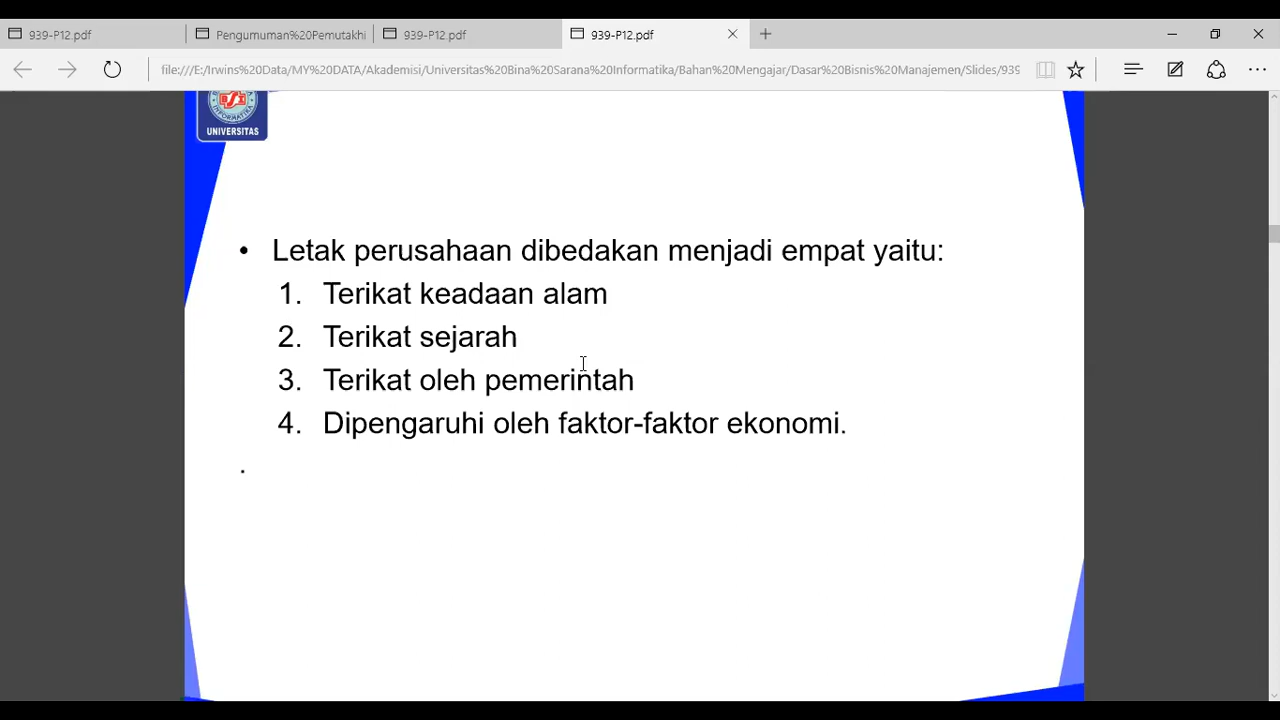 939-P12.pdf
Pengumuman%20Pemutakhi
939-P12.pdf
939-P12.pdf
file:///E:/Irwins%20Data/MY%20DATA/Akademisi/Universitas%20Bina%20Sarana%20Informatika/Bahan%20Mengajar/Dasar%20Bisnis%20Manajemen/Slides/939
BSI
INFORMATIKA
UNIVERSITAS
• Letak perusahaan dibedakan menjadi empat yaitu:
1. Terikat keadaan alam
2. Terikat sejarah
3. Terikat oleh pemerintah
4. Dipengaruhi oleh faktor-faktor ekonomi.
.